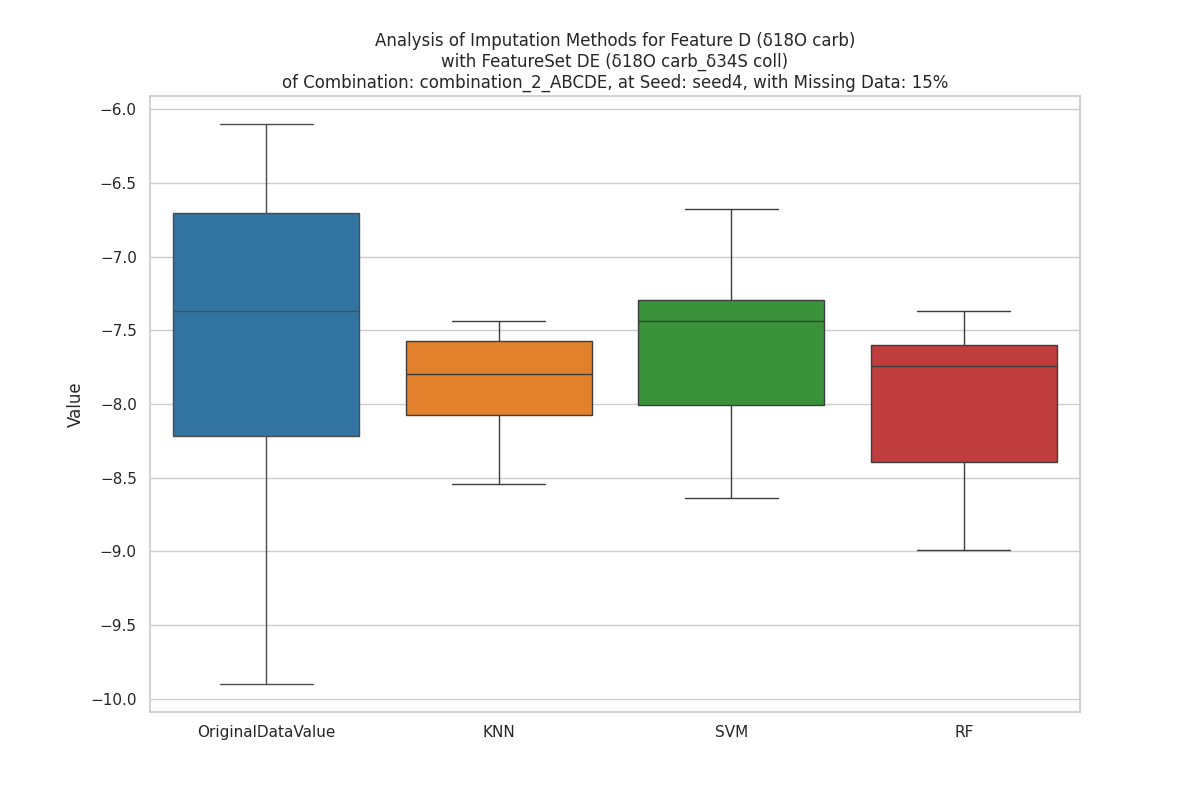 Analysis of Imputation Methods for Feature D (δ18O carb)
with FeatureSet DE (δ18O carb_δ34S coll)
of Combination: combination_2_ABCDE, at Seed: seed4, with Missing Data: 15%
Value
−6.0
−6.5
−7.0
−7.5
−8.0
−8.5
−9.0
−9.5
−10.0
OriginalDataValue
KNN
SVM
RF